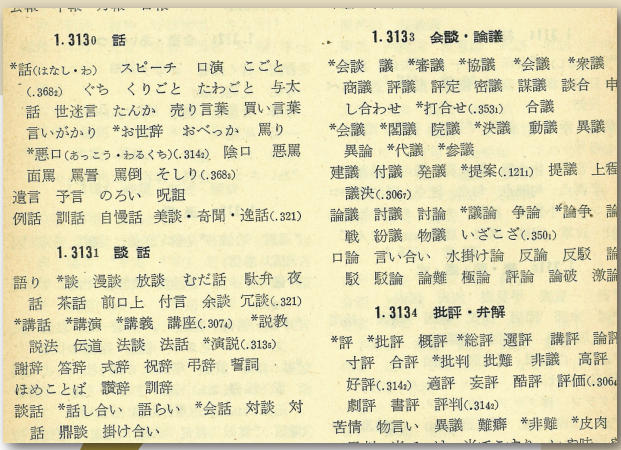 1.3130 話
*話(はなし・わ) スピーチ 口演 こごと
(.3682) ぐち くりごと たわごと 与太
話 世迷言 たんか 売り言葉 買い言葉
言いがかり *お世辞 おべっか 罵り
*悪口(あっこう・わるくち)(.3142) 陰口 悪罵
面罵 罵詈 罵倒 そしり(.3683)
遺言 予言 のろい 呪詛
例話 訓話 自慢話 美談・奇聞・逸話(.321)
1.3131 談話
語り *談 漫談 放談 むだ話 駄弁 夜
話 茶話 前口上 付言 余談 冗談(.321)
*講話 *講演 *講義 講座(.3074) *説教
説法 伝道 法談 法話 *演説(.3135)
謝辞 答辞 式辞 祝辞 弔辞 誓詞
ほめことば 讃辞 訓辞
談話 *話し合い 語らい *会話 対談 対
話 鼎談 掛け合い
1.3133 会談・論議
*会談 議 *審議 *協議 *会議 *衆議
商議 評議 評定 密議 謀議 談合 申
し合わせ *打合せ(.3531) 合議
*会議 *閣議 院議 *決議 動議 異議
異論 *代議 *参議
建議 付議 発議 *提案(.1211) 提議 上程
議決(.3067)
論議 討議 討論 *議論 争論 *論争 論
戦 紛議 物議 いざこざ(.3501)
口論 言い合い 水掛け論 反論 反駁 論
駁 駁論 論難 極論 評論 論破 激論
1.3134 批評・弁解
*評 *批評 概評 *総評 選評 講評 論評
寸評 合評 *批判 批難 非議 高評
好評(.3142) 適評 妄評 酷評 評価(.306
劇評 書評 評判(.3142)
苦情 物言い 異議 難癖 *非難 *皮肉